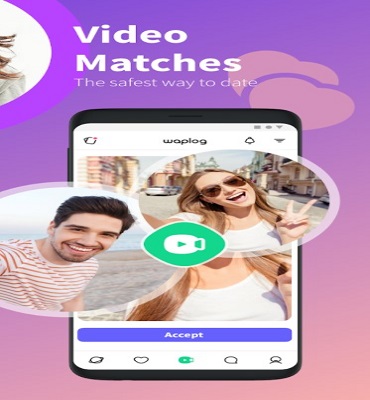 Video
Matches
The safest way to date
waplog
Accept